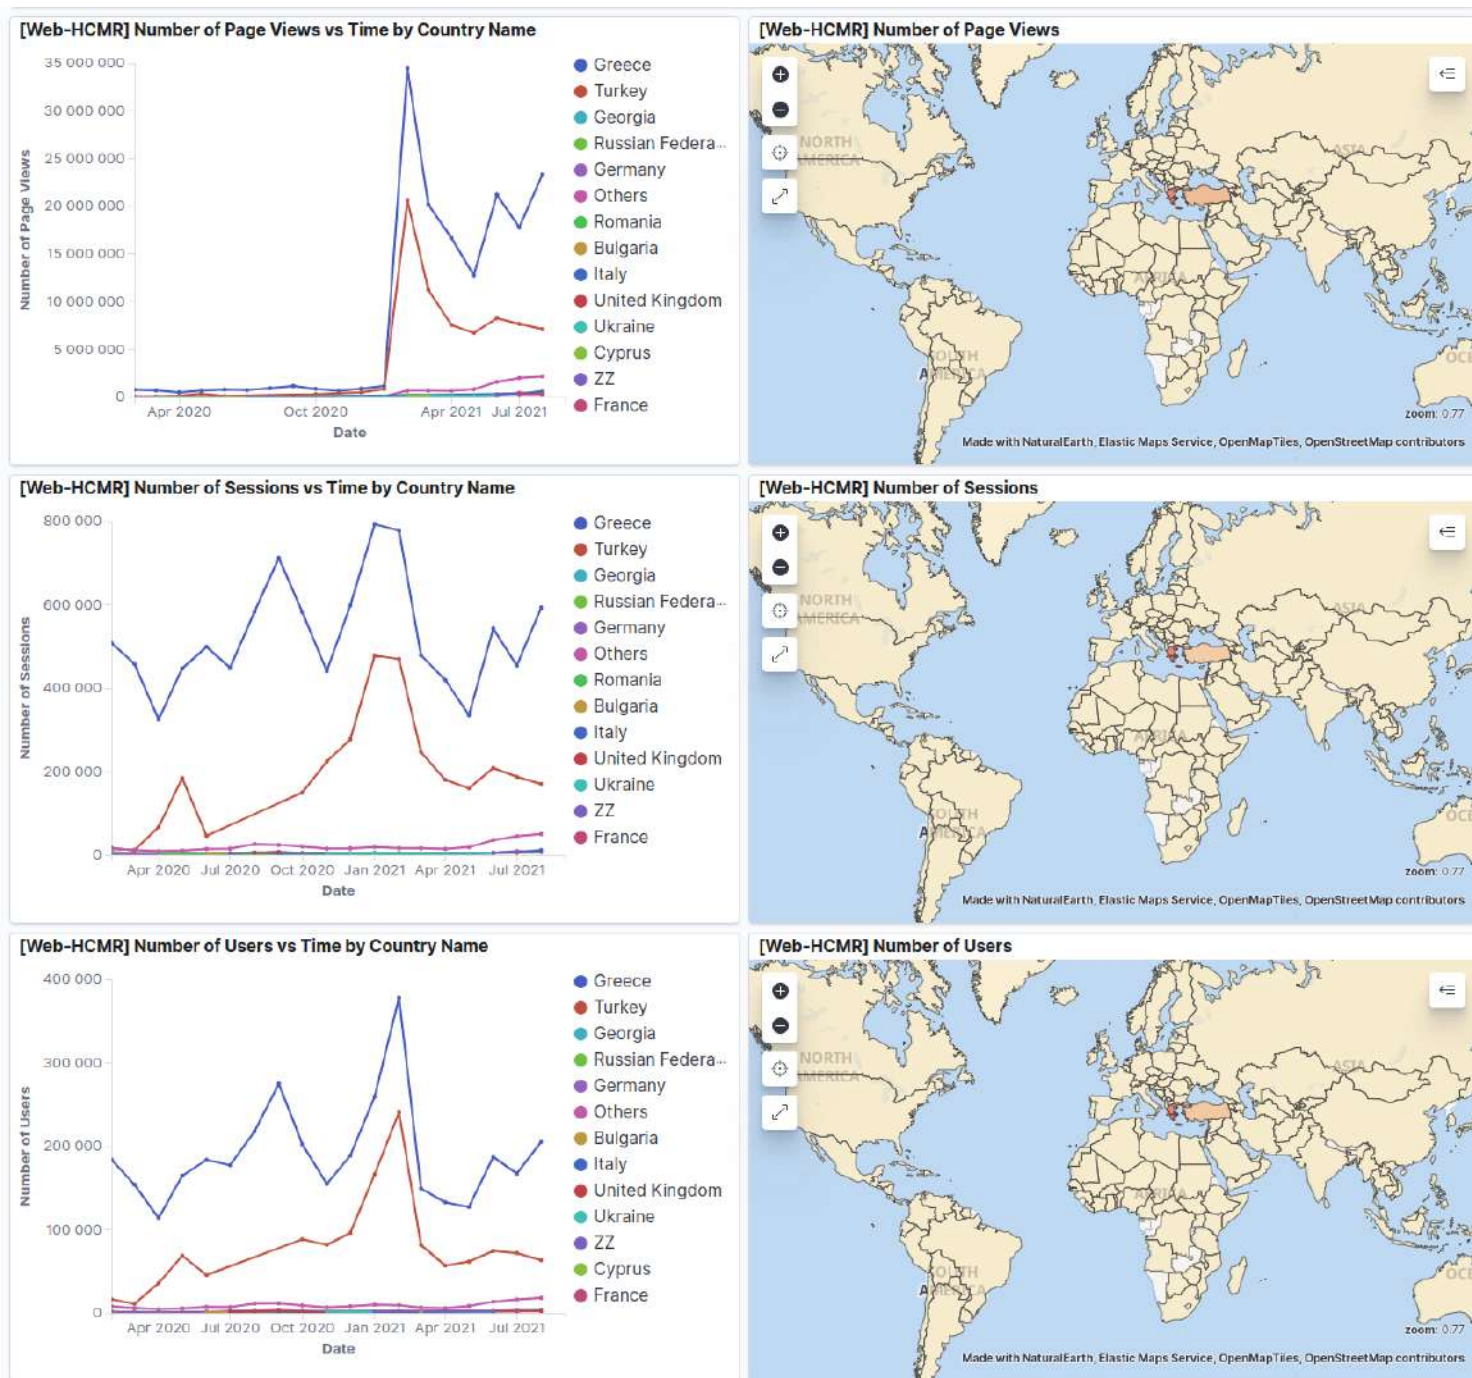 [Web-HCMR] Number of Page Views vs Time by Country Name
35 000 000
30 000 000
25 000 000
20 000 000
15 000 000
10 000 000
5 000 000
0
Number of Page Views
Apr 2020
Oct 2020
Apr 2021
Jul 2021
Date
Greece
Turkey
Georgia
Russian Federa...
Germany
Others
Romania
Bulgaria
Italy
United Kingdom
Ukraine
Cyprus
ZZ
France
[Web-HCMR] Number of Page Views
NORTH
AMERICA
ASIA
AFRICA
SOUTH
AMERICA
OCE
zoom: 0.77
Made with NaturalEarth, Elastic Maps Service, OpenMapTiles, OpenStreetMap contributors
[Web-HCMR] Number of Sessions vs Time by Country Name
800 000
600 000
400 000
200 000
0
Number of Sessions
Apr 2020
Jul 2020
Oct 2020
Jan 2021
Apr 2021
Jul 2021
Date
Greece
Turkey
Georgia
Russian Federa...
Germany
Others
Romania
Bulgaria
Italy
United Kingdom
Ukraine
ZZ
France
[Web-HCMR] Number of Sessions
NORTH
AMERICA
ASIA
AFRICA
SOUTH
AMERICA
OCE
zoom: 0.77
Made with NaturalEarth, Elastic Maps Service, OpenMapTiles, OpenStreetMap contributors
[Web-HCMR] Number of Users vs Time by Country Name
400 000
300 000
200 000
100 000
0
Number of Users
Apr 2020
Jul 2020
Oct 2020
Jan 2021
Apr 2021
Jul 2021
Date
Greece
Turkey
Georgia
Russian Federa...
Germany
Others
Bulgaria
Italy
United Kingdom
Ukraine
ZZ
Cyprus
France
[Web-HCMR] Number of Users
NORTH
AMERICA
ASIA
AFRICA
SOUTH
AMERICA
OCE
zoom: 0.77
Made with NaturalEarth, Elastic Maps Service, OpenMapTiles, OpenStreetMap contributors